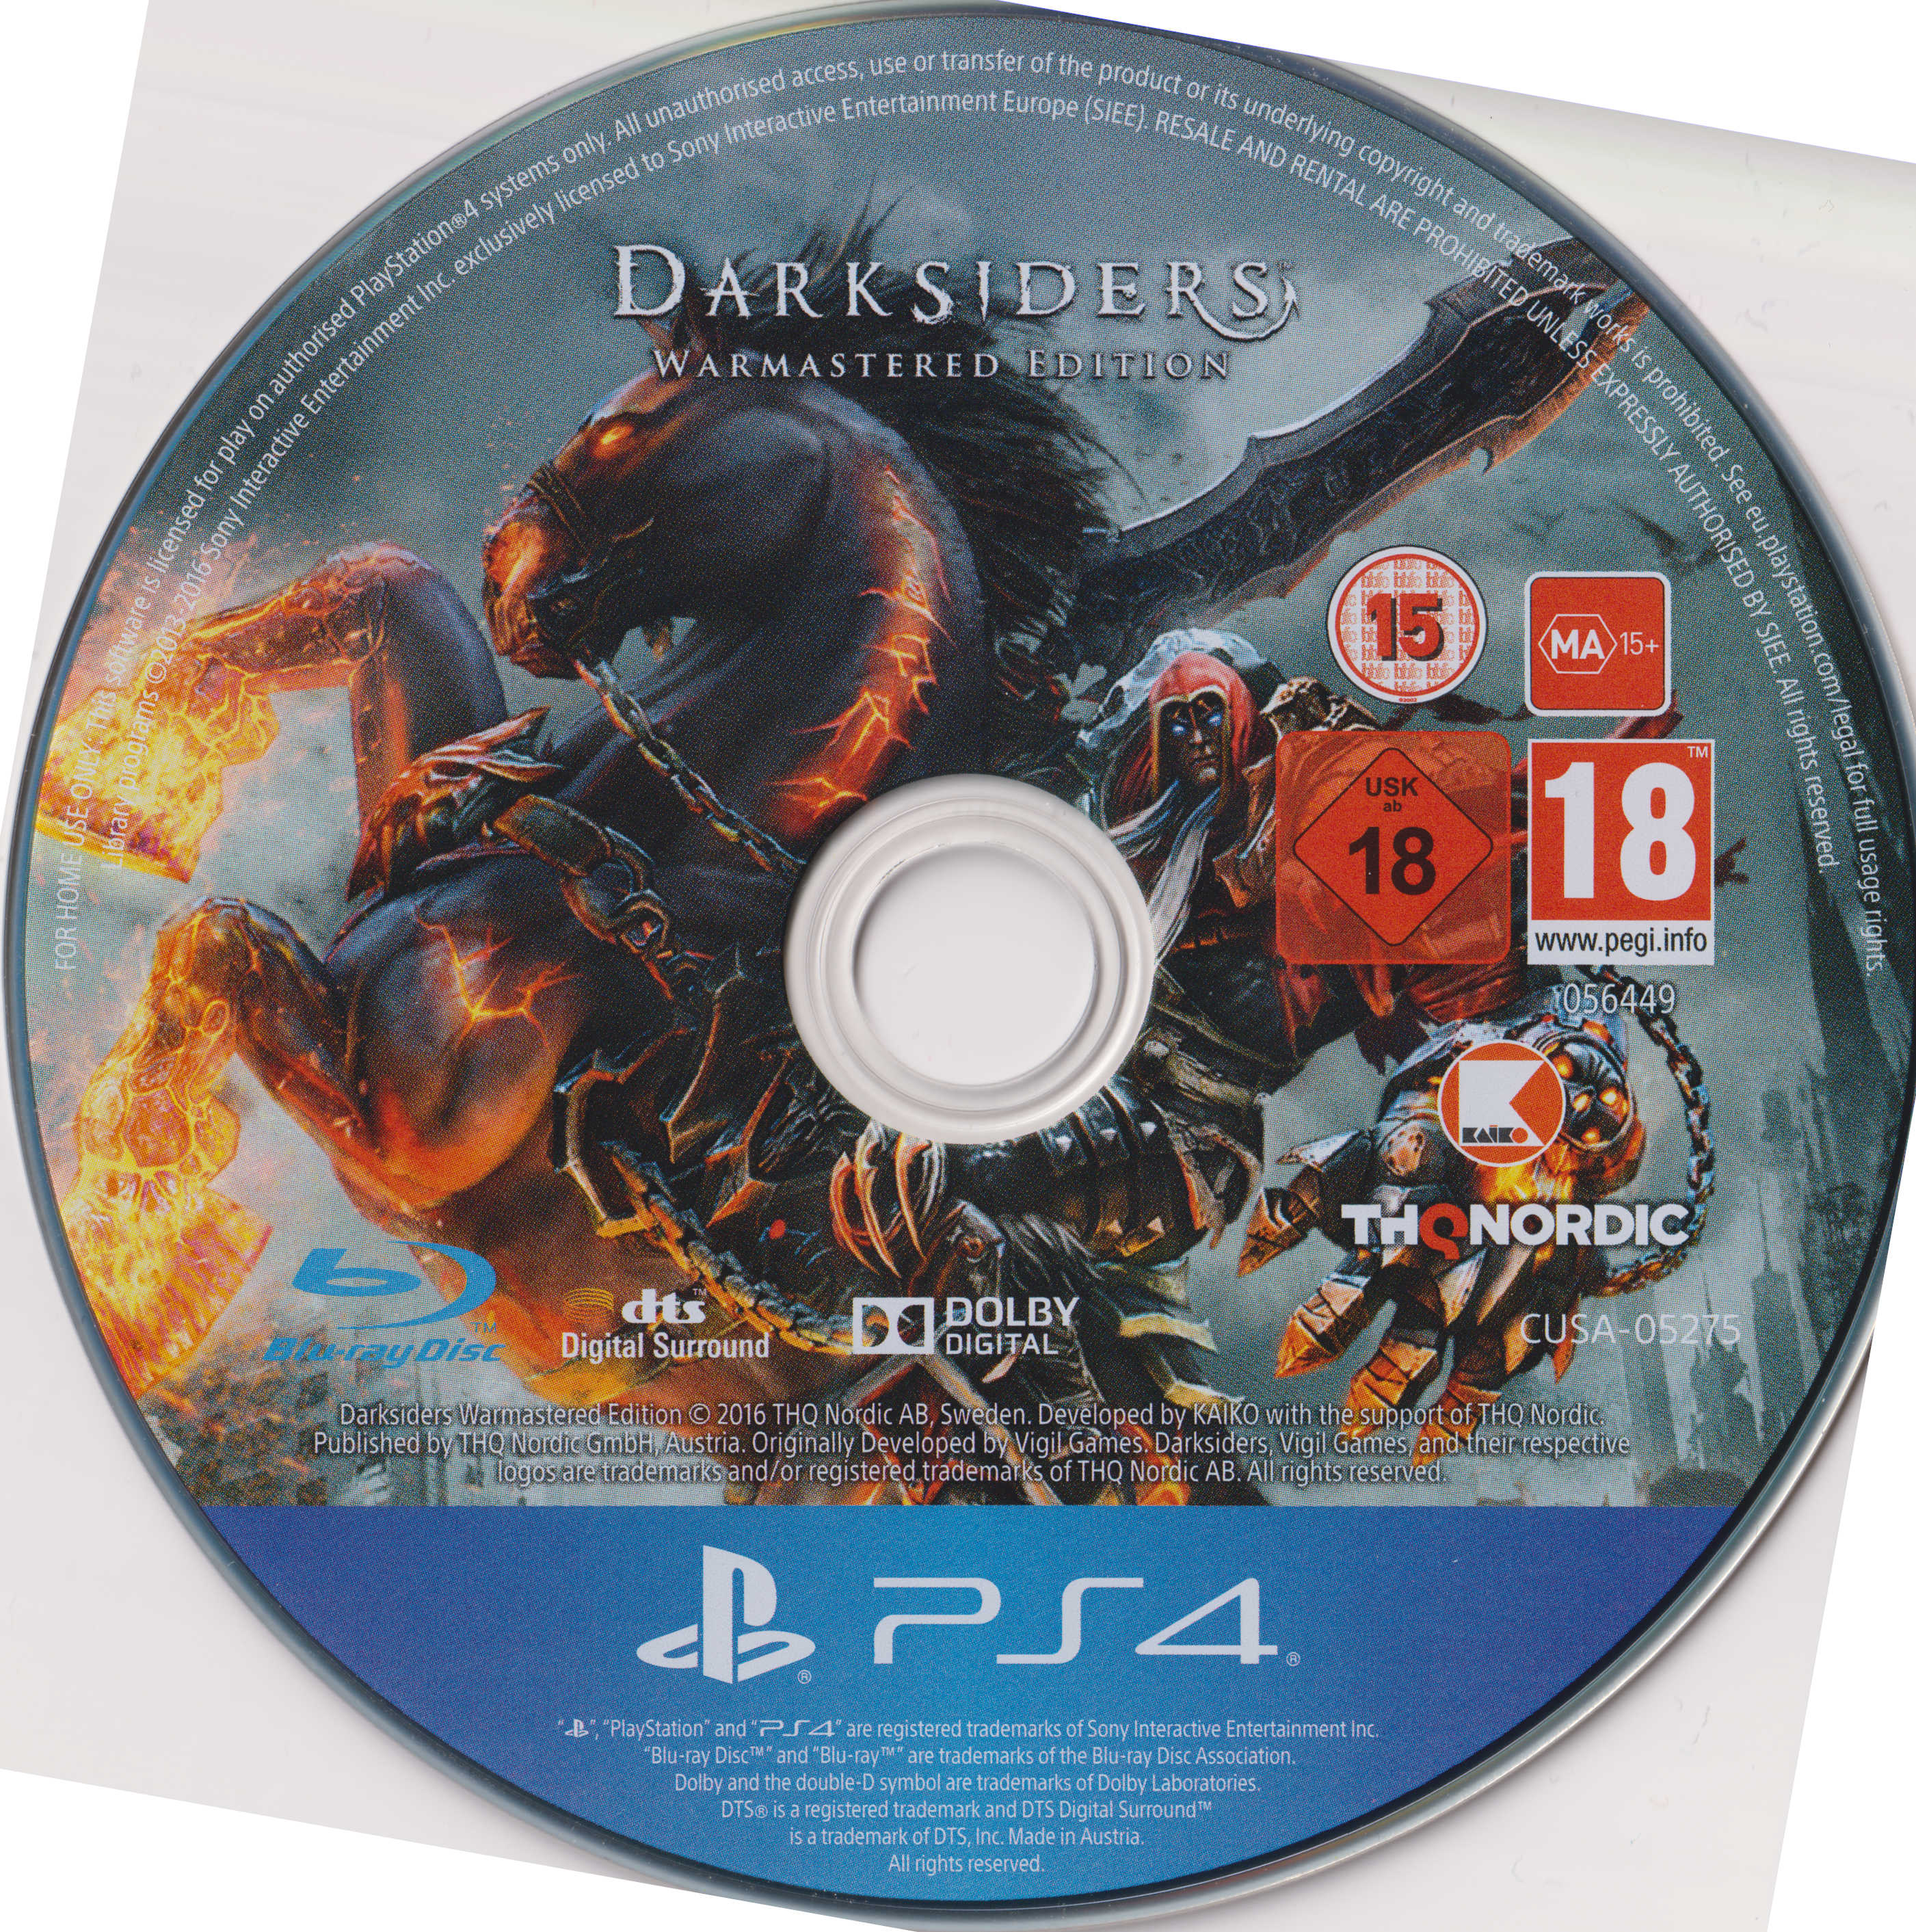 FOR HOME USE ONLY. This software is licensed for play on authorised PlayStation®4 systems only. All unauthorised access, use or transfer of the product or its underlying copyright and trademark works is prohibited. See eu.playstation.com/legal for full usage rights.
Library programs ©2013-2016 Sony Interactive Entertainment Inc. exclusively licensed to Sony Interactive Entertainment Europe (SIEE). RESALE AND RENTAL ARE PROHIBITED UNLESS EXPRESSLY AUTHORISED BY SIEE. All rights reserved.
DARKSIDERS™
WARMASTERED EDITION
15
MA 15+
USK
ab
18
18™
www.pegi.info
056449
KAIKO
THQNORDIC
Blu-ray Disc™
dts™
Digital Surround
DOLBY
DIGITAL
CUSA-05275
Darksiders Warmastered Edition © 2016 THQ Nordic AB, Sweden. Developed by KAIKO with the support of THQ Nordic.
Published by THQ Nordic GmbH, Austria. Originally Developed by Vigil Games. Darksiders, Vigil Games, and their respective
logos are trademarks and/or registered trademarks of THQ Nordic AB. All rights reserved.
® PS4®
“ ”, “PlayStation” and “PS4” are registered trademarks of Sony Interactive Entertainment Inc.
“Blu-ray Disc™” and “Blu-ray™” are trademarks of the Blu-ray Disc Association.
Dolby and the double-D symbol are trademarks of Dolby Laboratories.
DTS® is a registered trademark and DTS Digital Surround™
is a trademark of DTS, Inc. Made in Austria.
All rights reserved.